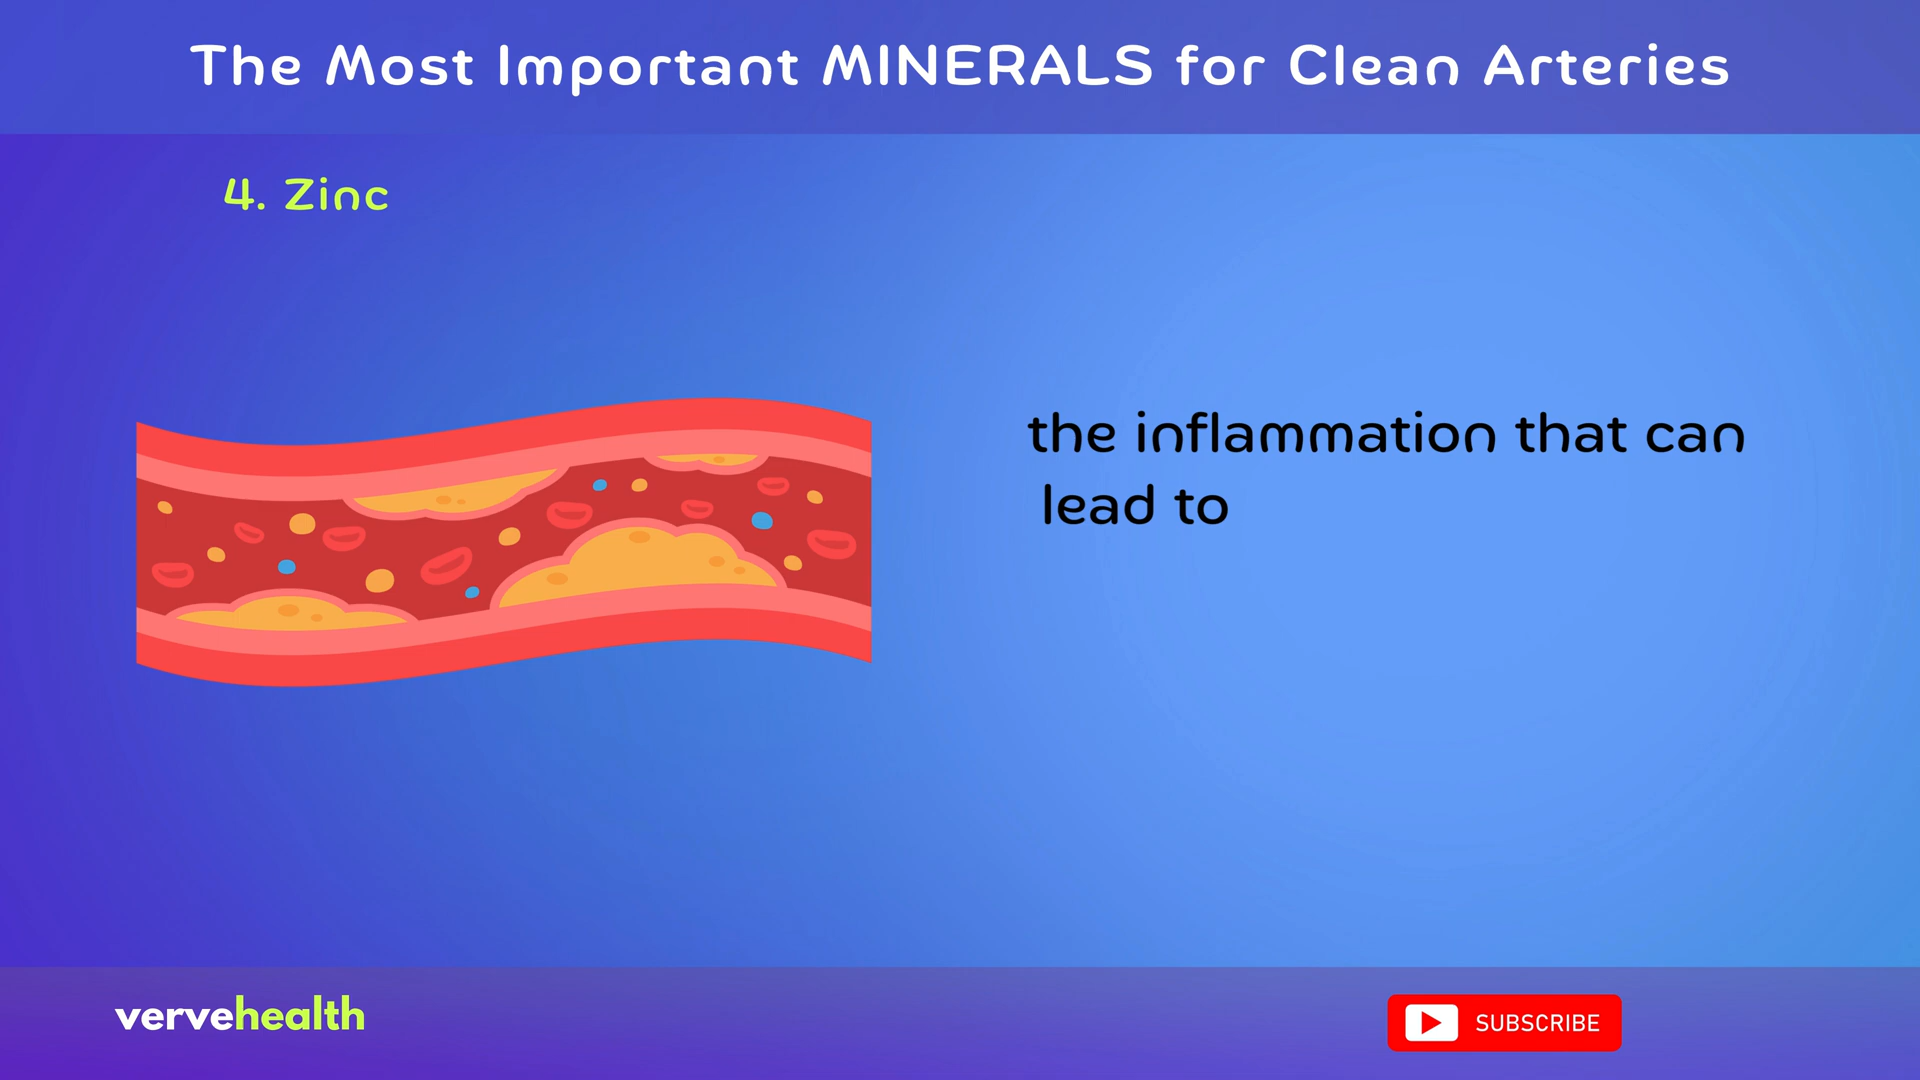 The Most Important MINERALS for Clean Arteries
4. Zinc
the inflammation that can
lead to
vervehealth
SUBSCRIBE